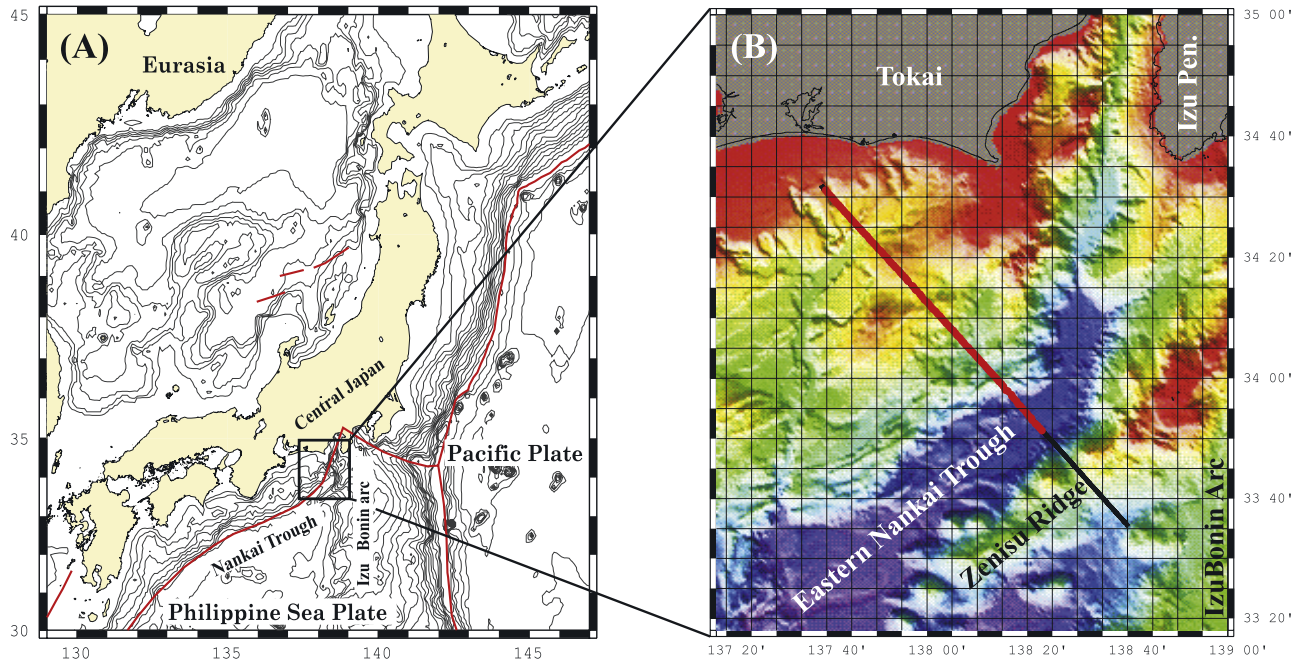 45
(A)
Eurasia
40
Central Japan
35
Pacific Plate
Nankai Trough
Izu Bonin arc
Philippine Sea Plate
30
130
135
140
145
(B)
Tokai
Izu Pen.
35 00'
34 40'
34 20'
34 00'
33 40'
33 20'
Eastern Nankai Trough
Zenisu Ridge
IzuBonin Arc
137 20'
137 40'
138 00'
138 20'
138 40'
139 00'